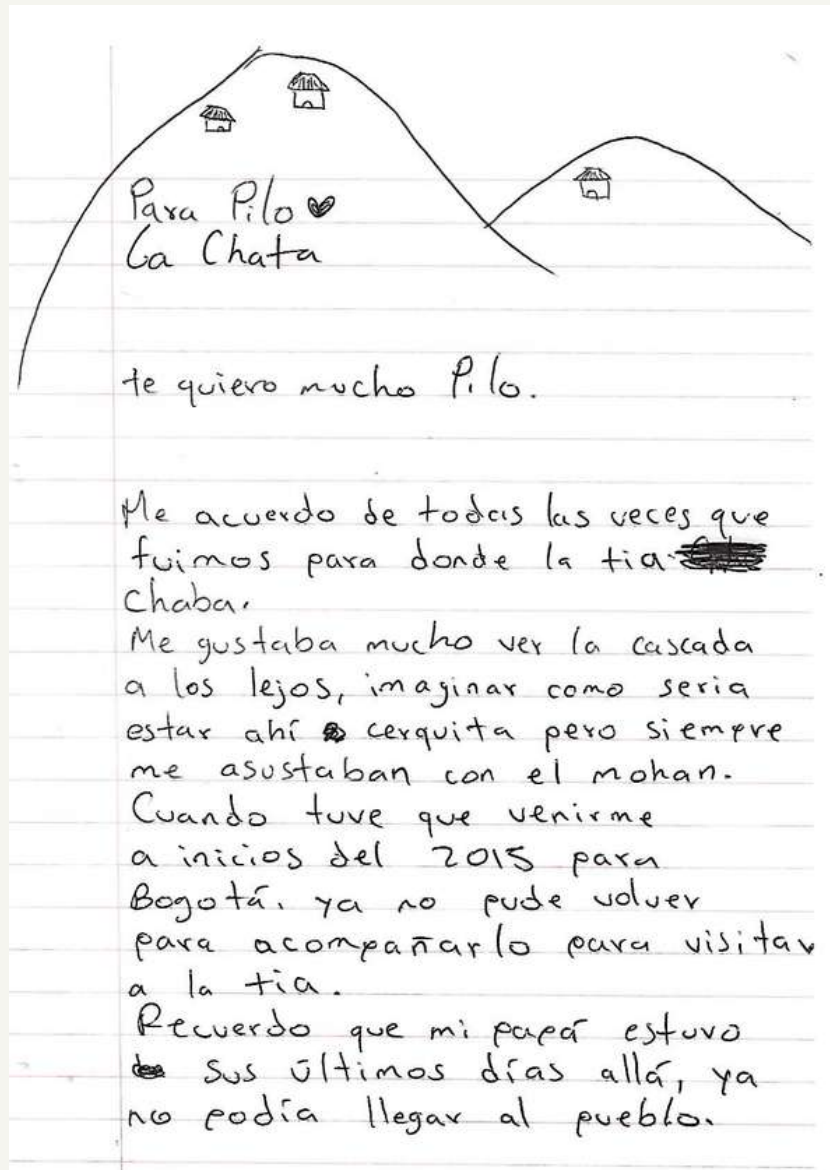 Para Pilo
La Chata
te quiero mucho Pilo.
Me acuerdo de todas las veces que
fuimos para donde la tia
Chaba.
Me gustaba mucho ver la cascada
a los lejos, imaginar como seria
estar ahí cerquita pero siempre
me asustaban con el mohan.
Cuando tuve que venirme
a inicios del 2015 para
Bogotá. ya no pude volver
para acompañarlo para visitar
a la tia.
Recuerdo que mi papá estuvo
sus últimos días allá, ya
no podía llegar al pueblo.